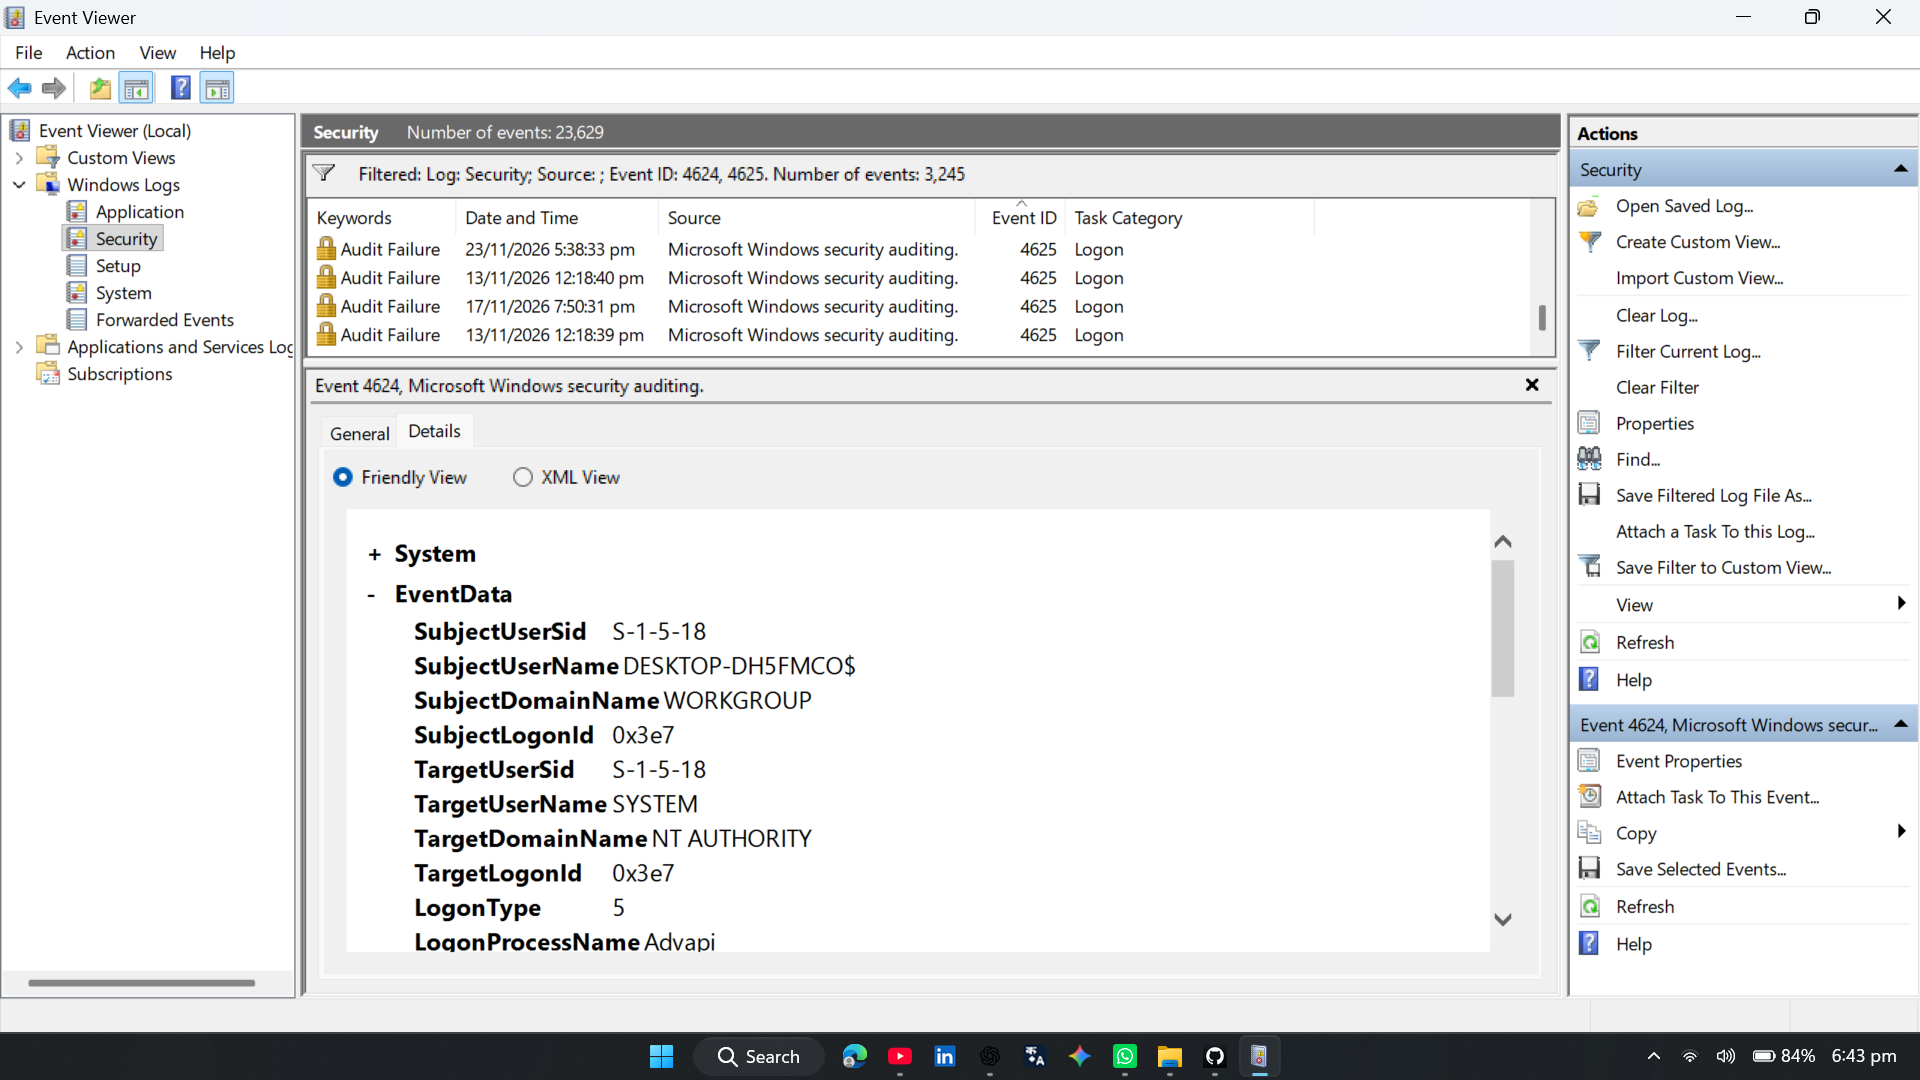 Event Viewer
File Action View Help
Event Viewer (Local)
Custom Views
Windows Logs
Application
Security
Setup
System
Forwarded Events
Applications and Services Log
Subscriptions
Security Number of events: 23,629
Filtered: Log: Security; Source: ; Event ID: 4624, 4625. Number of events: 3,245
Keywords Date and Time Source Event ID Task Category
Audit Failure 23/11/2026 5:38:33 pm Microsoft Windows security auditing. 4625 Logon
Audit Failure 13/11/2026 12:18:40 pm Microsoft Windows security auditing. 4625 Logon
Audit Failure 17/11/2026 7:50:31 pm Microsoft Windows security auditing. 4625 Logon
Audit Failure 13/11/2026 12:18:39 pm Microsoft Windows security auditing. 4625 Logon
Event 4624, Microsoft Windows security auditing.
General Details
Friendly View XML View
+ System
- EventData
SubjectUserSid S-1-5-18
SubjectUserName DESKTOP-DH5FMCO$
SubjectDomainName WORKGROUP
SubjectLogonId 0x3e7
TargetUserSid S-1-5-18
TargetUserName SYSTEM
TargetDomainName NT AUTHORITY
TargetLogonId 0x3e7
LogonType 5
LogonProcessName Advapi
Actions
Security
Open Saved Log...
Create Custom View...
Import Custom View...
Clear Log...
Filter Current Log...
Clear Filter
Properties
Find...
Save Filtered Log File As...
Attach a Task To this Log...
Save Filter to Custom View...
View
Refresh
Help
Event 4624, Microsoft Windows secur...
Event Properties
Attach Task To This Event...
Copy
Save Selected Events...
Refresh
Help
Search
84% 6:43 pm